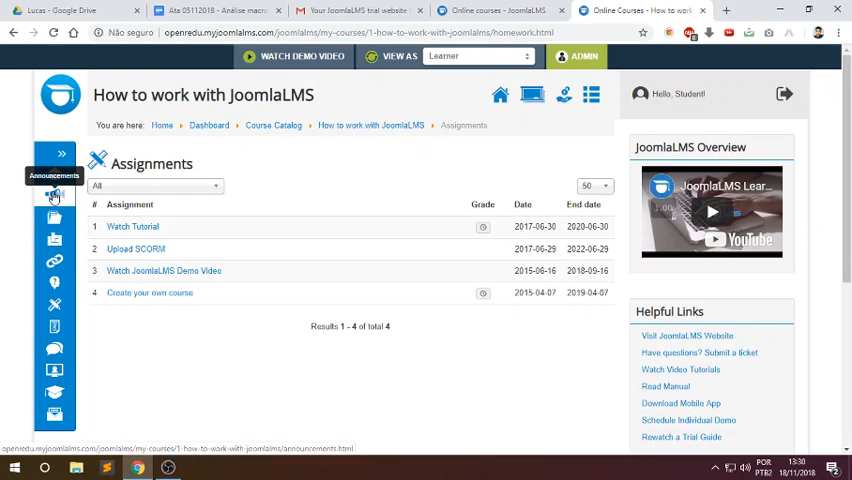 Lucas - Google Drive
Ata 05112018 - Análise macro
Your JoomlaLMS trial website
Online courses - JoomlaLMS
Online Courses - How to work
Não seguro
openredu.myjoomlalms.com/joomlalms/my-courses/1-how-to-work-with-joomlalms/homework.html
WATCH DEMO VIDEO
VIEW AS
Learner
ADMIN
How to work with JoomlaLMS
Hello, Student!
You are here: Home Dashboard Course Catalog How to work with JoomlaLMS Assignments
JoomlaLMS Overview
Announcements
Assignments
All
50
JoomlaLMS Lear...
YouTube
# Assignment Grade Date End date
1 Watch Tutorial 2017-06-30 2020-06-30
2 Upload SCORM 2017-06-29 2022-06-29
3 Watch JoomlaLMS Demo Video 2015-06-16 2018-09-16
4 Create your own course 2015-04-07 2019-04-07
Results 1 - 4 of total 4
Helpful Links
Visit JoomlaLMS Website
Have questions? Submit a ticket
Watch Video Tutorials
Read Manual
Download Mobile App
Schedule Individual Demo
Rewatch a Trial Guide
openredu.myjoomlalms.com/joomlalms/my-courses/1-how-to-work-with-joomlalms/announcements.html
POR
PTB2
13:30
18/11/2018
2